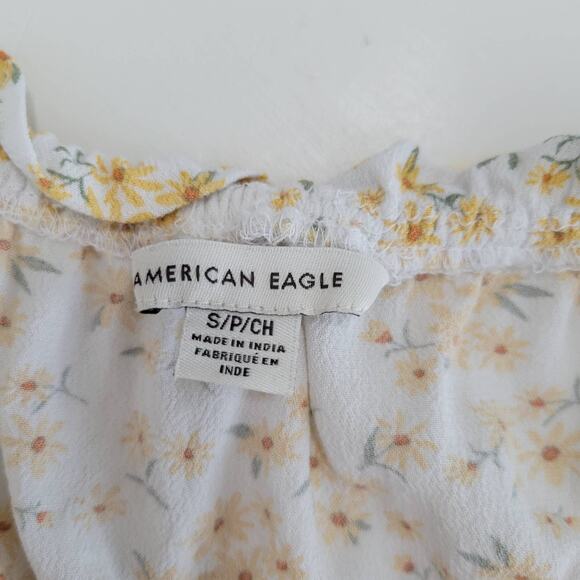 AMERICAN EAGLE
S/P/CH
MADE IN INDIA
FABRIQUÉ EN
INDE